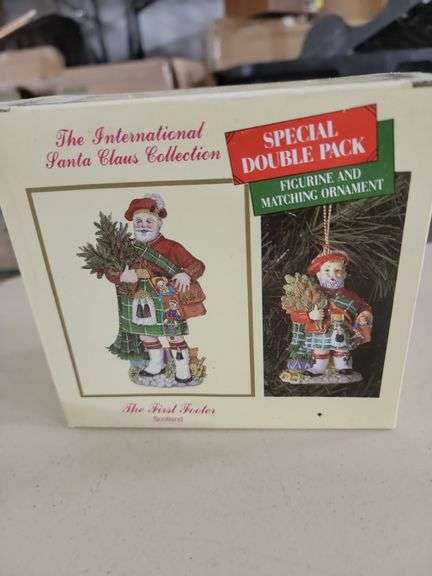 The International
Santa Claus Collection
SPECIAL
DOUBLE PACK
FIGURINE AND
MATCHING ORNAMENT
The First Footer
Scotland